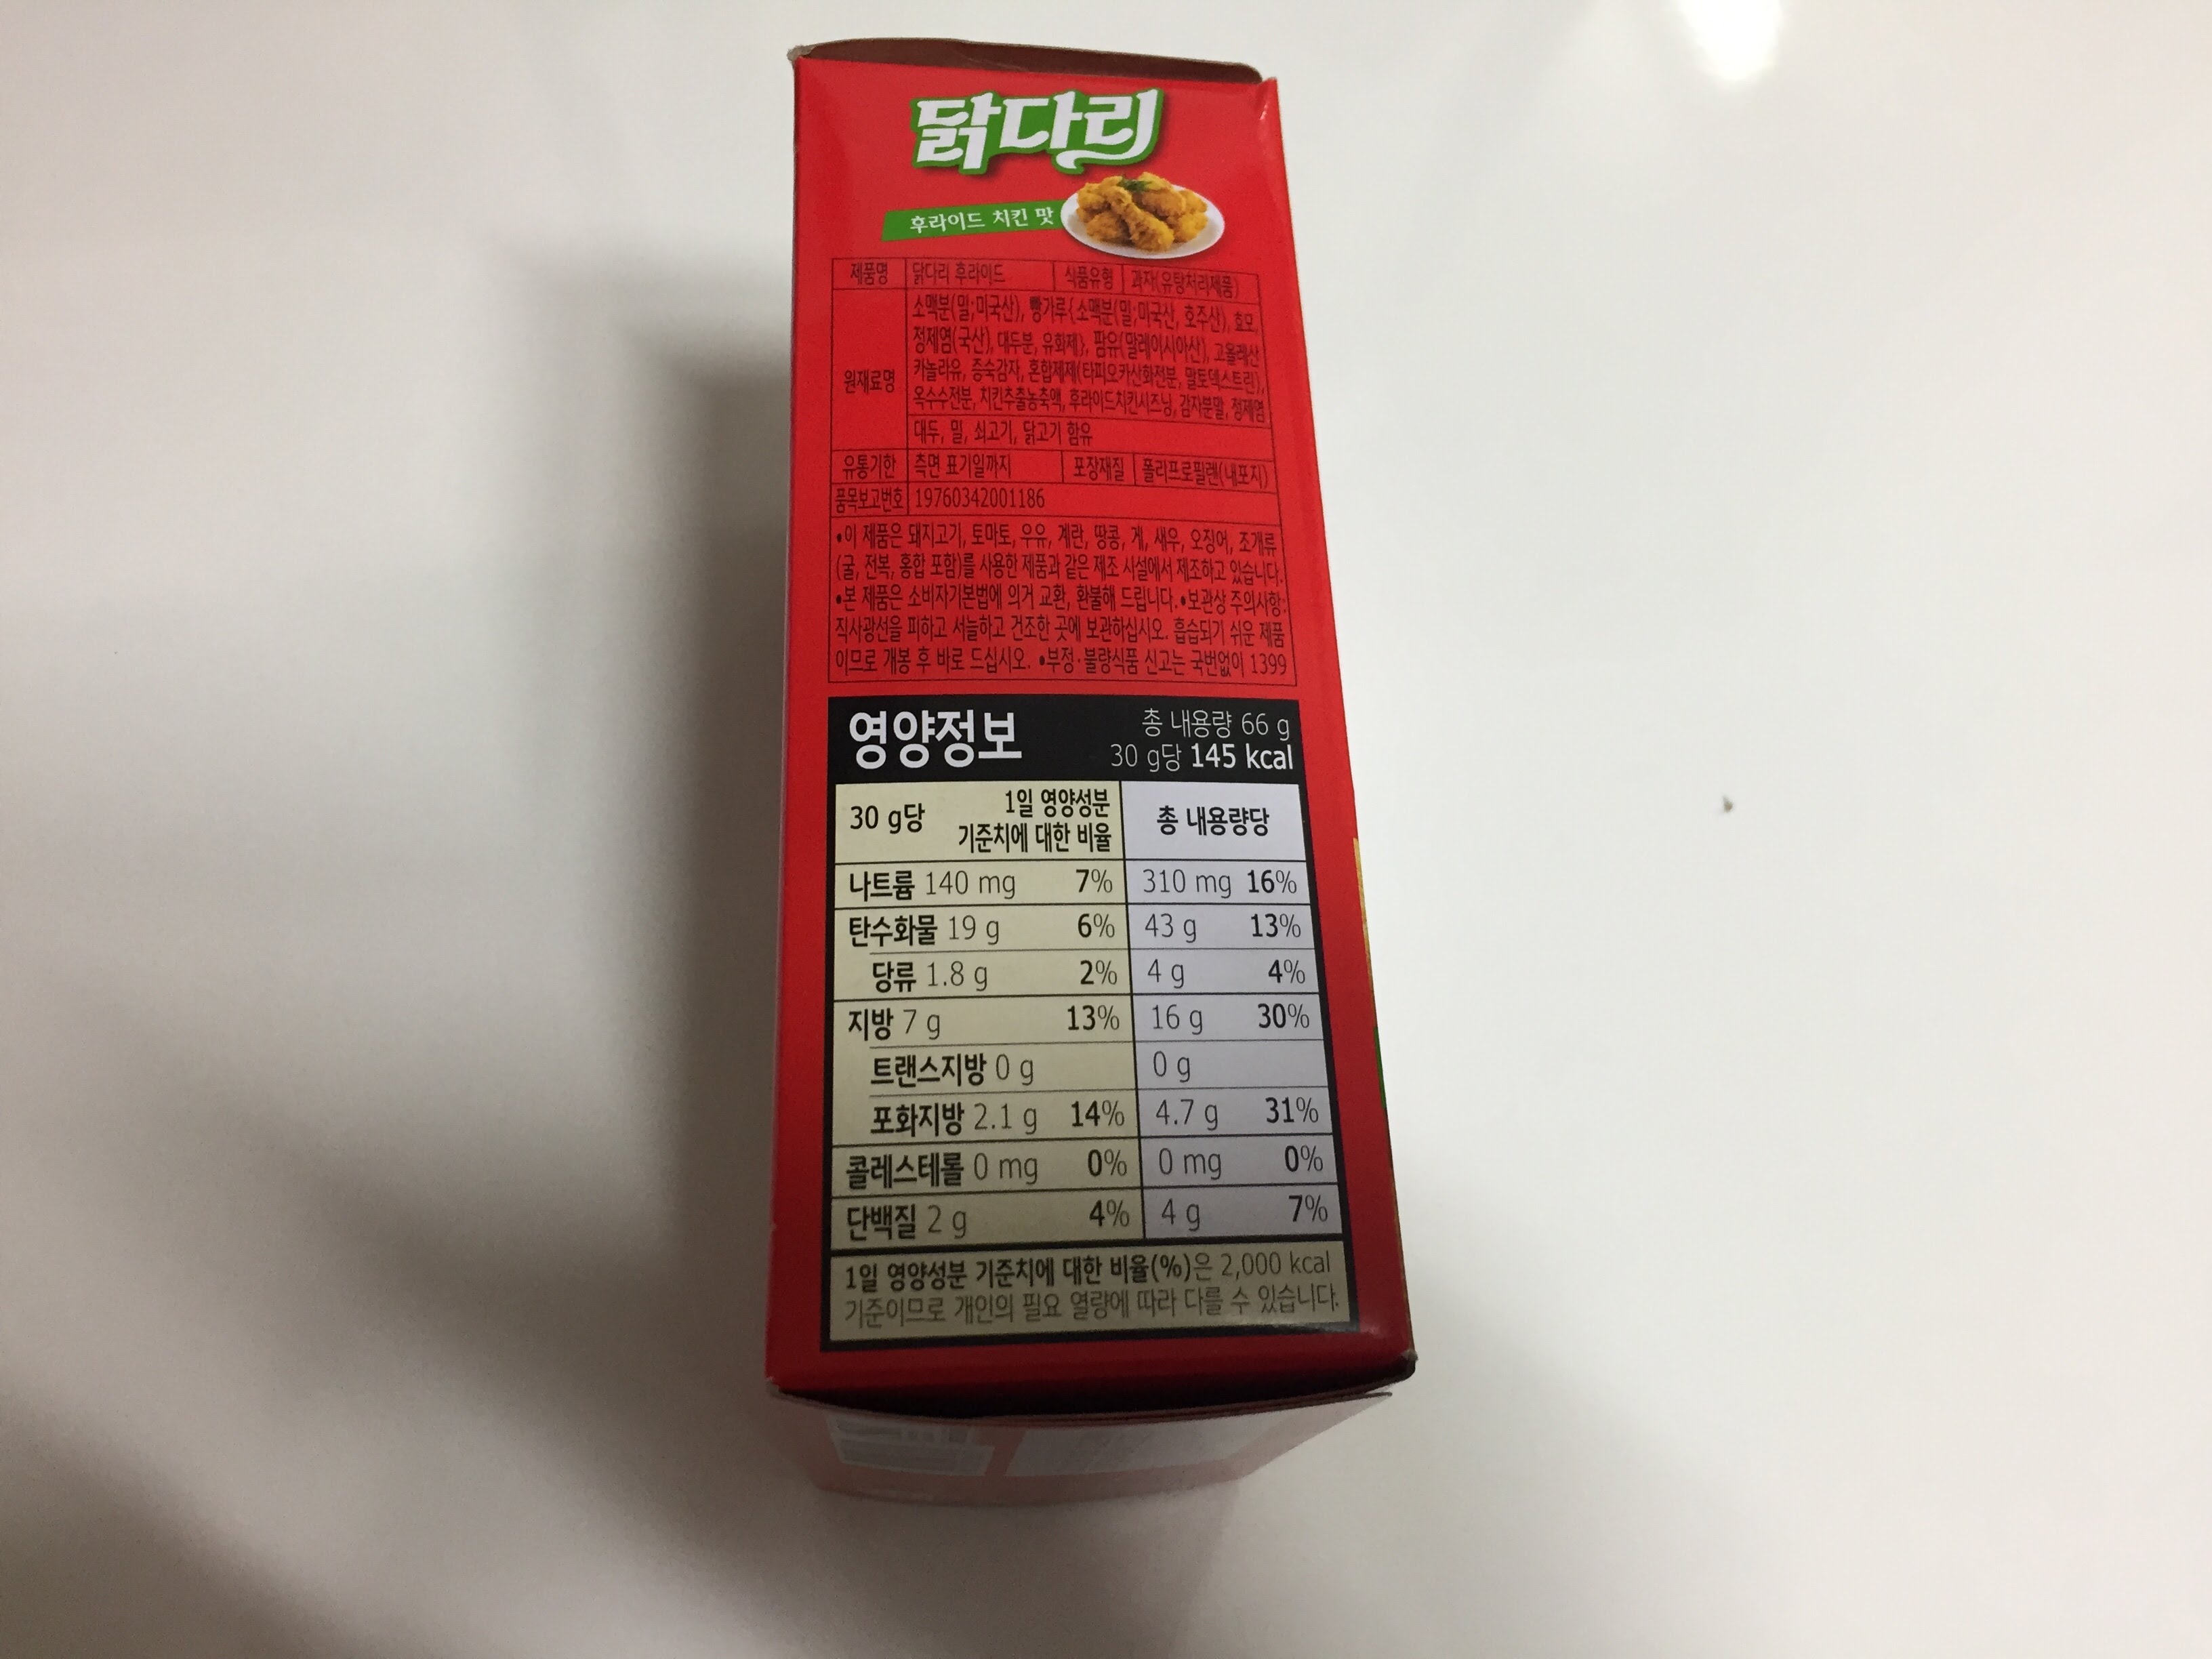 닭다리
후라이드 치킨 맛
제품명 닭다리 후라이드 식품유형 과자(유탕처리제품)
원재료명
소맥분(밀;미국산), 빵가루{소맥분(밀;미국산, 호주산), 효모,
정제염(국산), 대두분, 유화제}, 팜유(말레이시아산), 고올레산
카놀라유, 증숙감자, 혼합제제(타피오카산화전분, 말토덱스트린),
옥수수전분, 치킨추출농축액, 후라이드치킨시즈닝, 감자분말, 정제염
대두, 밀, 쇠고기, 닭고기 함유
유통기한 측면 표기일까지 포장재질 폴리프로필렌(내포지)
품목보고번호 19760342001186
•이 제품은 돼지고기, 토마토, 우유, 계란, 땅콩, 게, 새우, 오징어, 조개류
(굴, 전복, 홍합 포함)를 사용한 제품과 같은 제조 시설에서 제조하고 있습니다.
•본 제품은 소비자기본법에 의거 교환, 환불해 드립니다.•보관상 주의사항:
직사광선을 피하고 서늘하고 건조한 곳에 보관하십시오. 흡습되기 쉬운 제품
이므로 개봉 후 바로 드십시오. •부정·불량식품 신고는 국번없이 1399
영양정보
총 내용량 66 g
30 g당 145 kcal
30 g당
1일 영양성분
기준치에 대한 비율
총 내용량당
나트륨 140 mg 7% 310 mg 16%
탄수화물 19 g 6% 43 g 13%
당류 1.8 g 2% 4 g 4%
지방 7 g 13% 16 g 30%
트랜스지방 0 g 0 g
포화지방 2.1 g 14% 4.7 g 31%
콜레스테롤 0 mg 0% 0 mg 0%
단백질 2 g 4% 4 g 7%
1일 영양성분 기준치에 대한 비율(%)은 2,000 kcal
기준이므로 개인의 필요 열량에 따라 다를 수 있습니다.